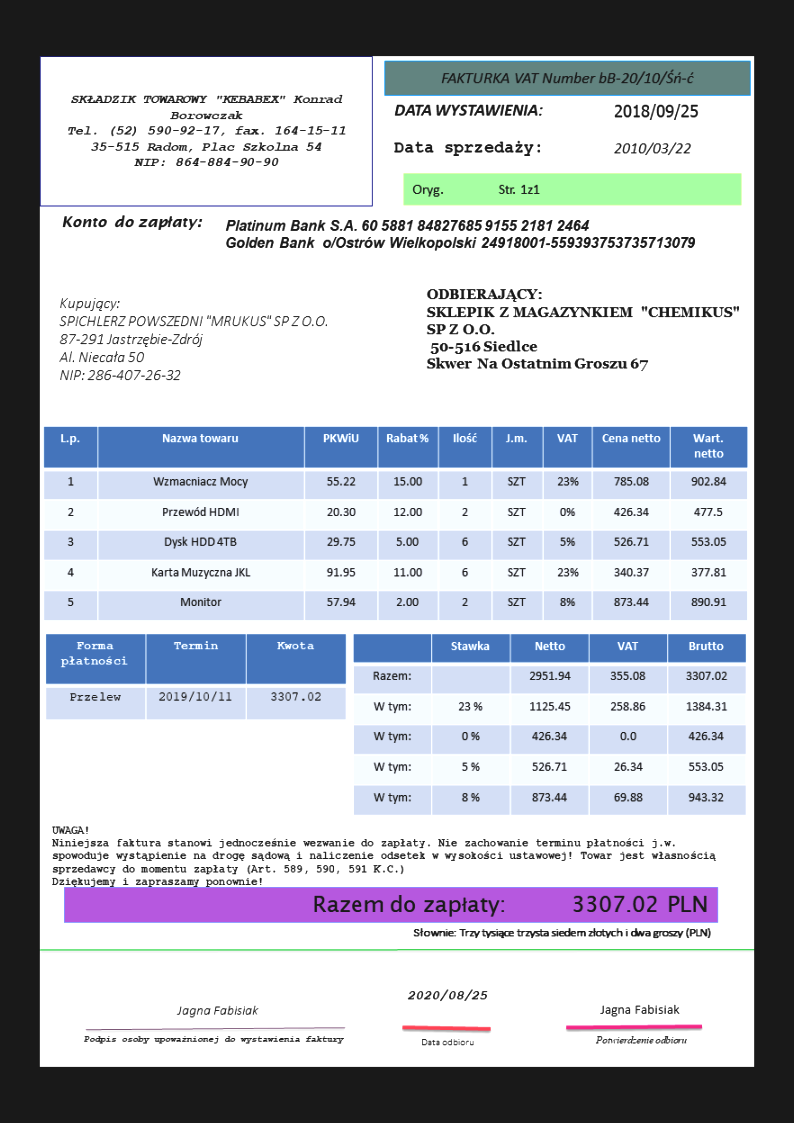 SKŁADZIK TOWAROWY "KEBABEX" Konrad
Borowczak
Tel. (52) 590-92-17, fax. 164-15-11
35-515 Radom, Plac Szkolna 54
NIP: 864-884-90-90
FAKTURKA VAT Number bB-20/10/Śń-ć
DATA WYSTAWIENIA: 2018/09/25
Data sprzedaży: 2010/03/22
Oryg. Str. 1z1
Konto do zapłaty: Platinum Bank S.A. 60 5881 84827685 9155 2181 2464
Golden Bank o/Ostrów Wielkopolski 24918001-559393753735713079
Kupujący:
SPICHLERZ POWSZEDNI "MRUKUS" SP Z O.O.
87-291 Jastrzębie-Zdrój
Al. Niecała 50
NIP: 286-407-26-32
ODBIERAJĄCY:
SKLEPIK Z MAGAZYNKIEM "CHEMIKUS"
SP Z O.O.
50-516 Siedlce
Skwer Na Ostatnim Groszu 67
L.p. Nazwa towaru PKWiU Rabat % Ilość J.m. VAT Cena netto Wart. netto
1 Wzmacniacz Mocy 55.22 15.00 1 SZT 23% 785.08 902.84
2 Przewód HDMI 20.30 12.00 2 SZT 0% 426.34 477.5
3 Dysk HDD 4TB 29.75 5.00 6 SZT 5% 526.71 553.05
4 Karta Muzyczna JKL 91.95 11.00 6 SZT 23% 340.37 377.81
5 Monitor 57.94 2.00 2 SZT 8% 873.44 890.91
Forma płatności Termin Kwota
Przelew 2019/10/11 3307.02
Stawka Netto VAT Brutto
Razem: 2951.94 355.08 3307.02
W tym: 23 % 1125.45 258.86 1384.31
W tym: 0 % 426.34 0.0 426.34
W tym: 5 % 526.71 26.34 553.05
W tym: 8 % 873.44 69.88 943.32
UWAGA!
Niniejsza faktura stanowi jednocześnie wezwanie do zapłaty. Nie zachowanie terminu płatności j.w.
spowoduje wystąpienie na drogę sądową i naliczenie odsetek w wysokości ustawowej! Towar jest własnością
sprzedawcy do momentu zapłaty (Art. 589, 590, 591 K.C.)
Dziękujemy i zapraszamy ponownie!
Razem do zapłaty: 3307.02 PLN
Słownie: Trzy tysiące trzysta siedem złotych i dwa groszy (PLN)
Jagna Fabisiak
Podpis osoby upoważnionej do wystawienia faktury
2020/08/25
Data odbioru
Jagna Fabisiak
Potwierdzenie odbioru